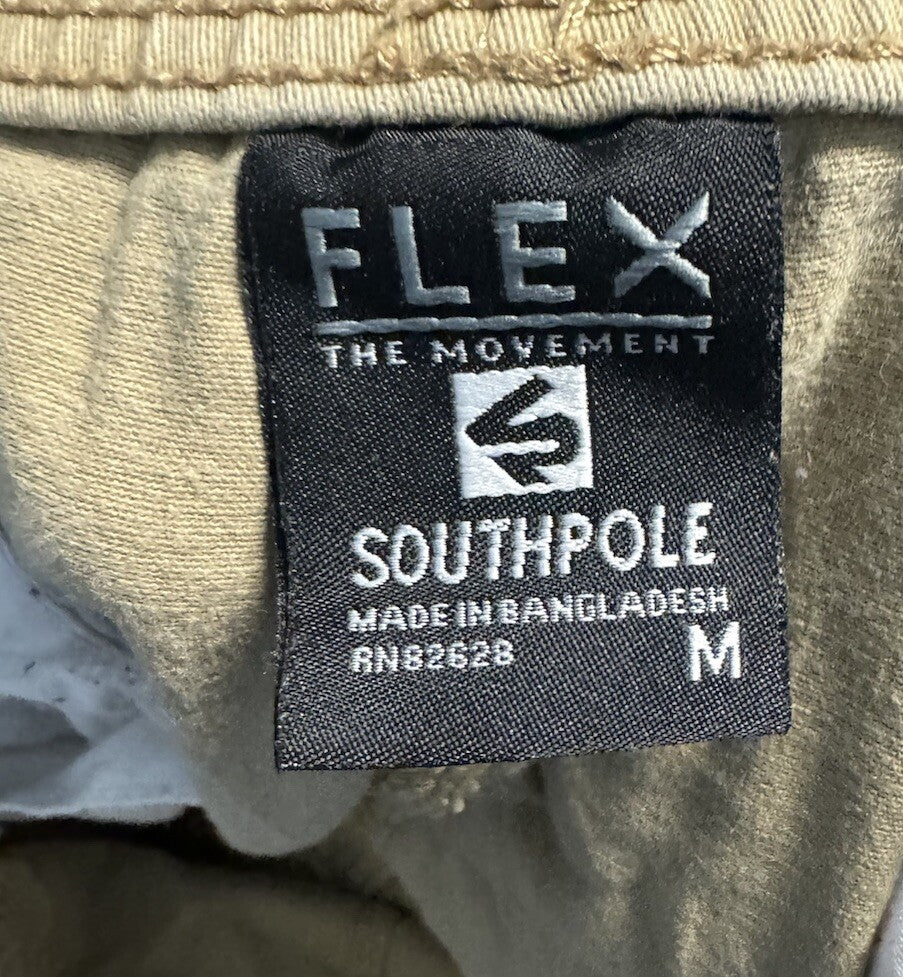 FLEX
THE MOVEMENT
SOUTHPOLE
MADE IN BANGLADESH
RN82628 M